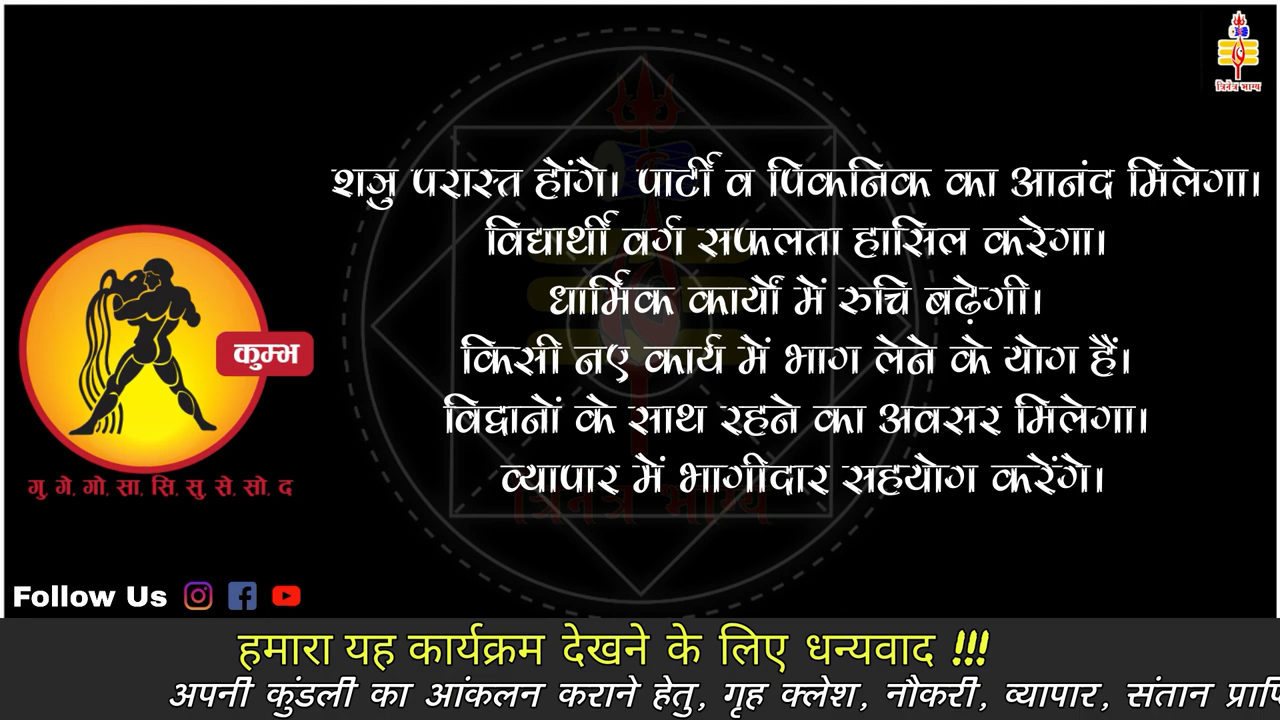 त्रिनेत्र भाग्य
शत्रु परास्त होंगे। पार्टी व पिकनिक का आनंद मिलेगा।
विद्यार्थी वर्ग सफलता हासिल करेगा।
धार्मिक कार्यों में रुचि बढ़ेगी।
किसी नए कार्य में भाग लेने के योग हैं।
विद्वानों के साथ रहने का अवसर मिलेगा।
व्यापार में भागीदार सहयोग करेंगे।
त्रिनेत्र भाग्य
कुम्भ
गु, गे, गो, सा, सि, सु, से, सो, द
Follow Us
हमारा यह कार्यक्रम देखने के लिए धन्यवाद !!!
अपनी कुंडली का आंकलन कराने हेतु, गृह क्लेश, नौकरी, व्यापार, संतान